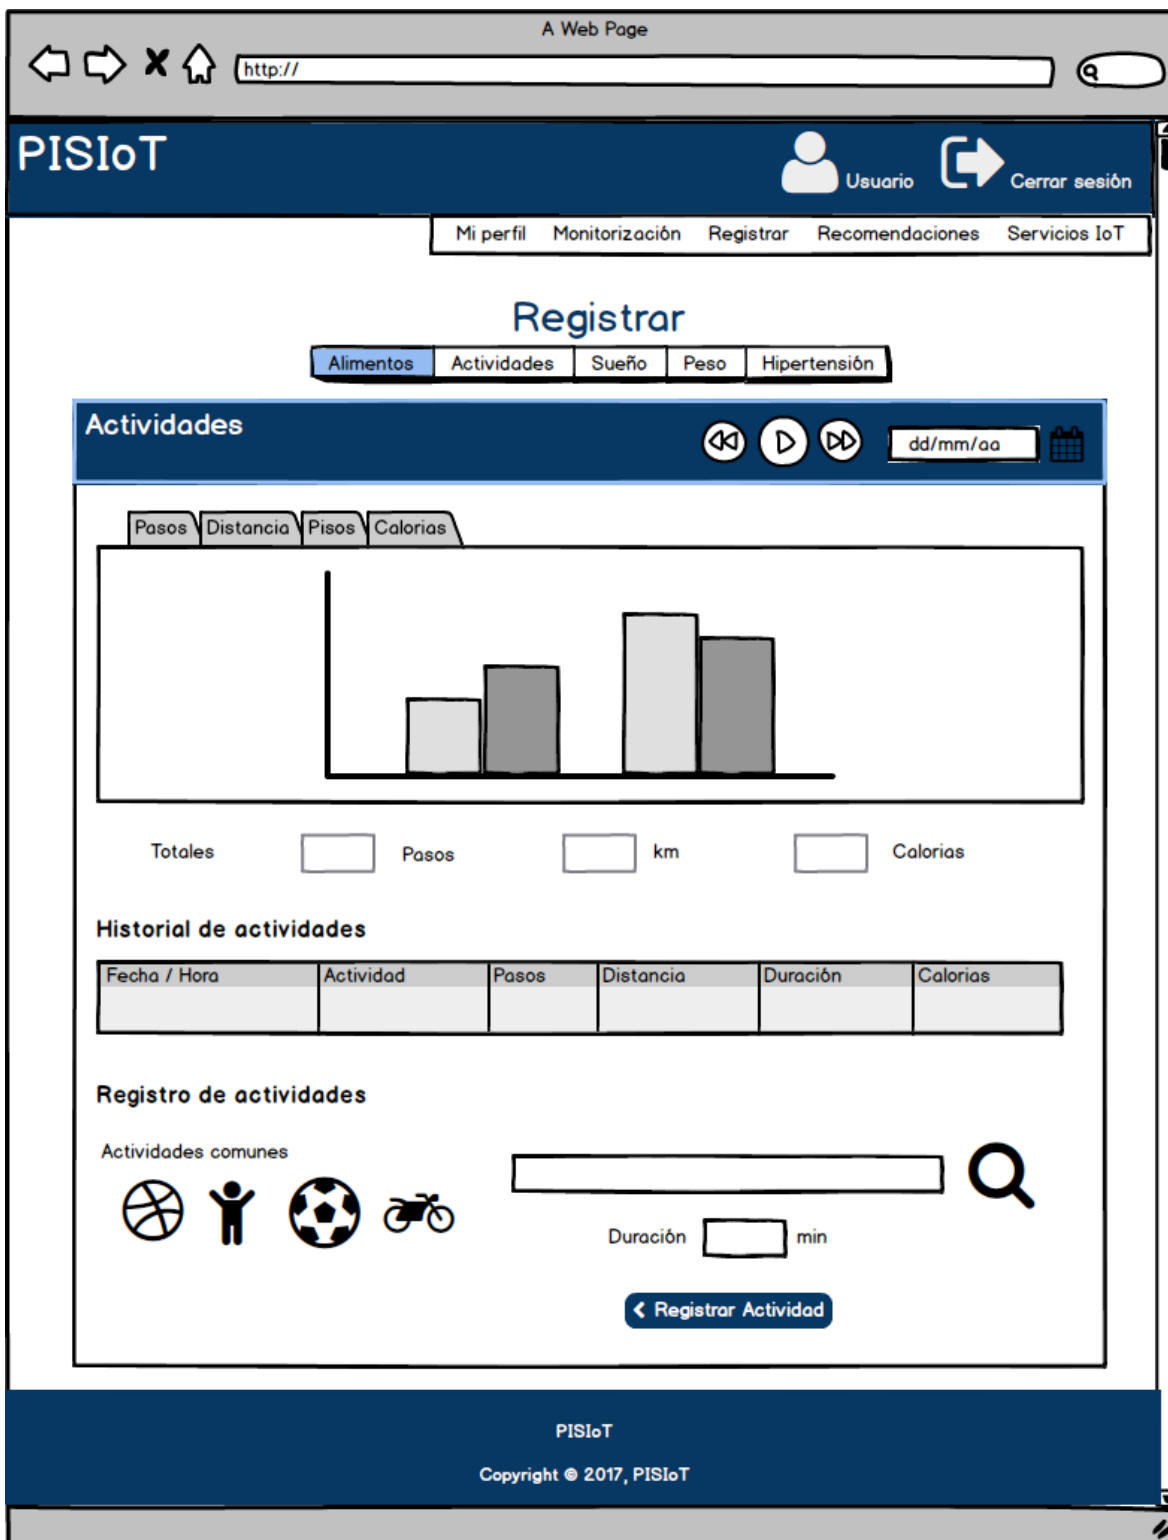 A Web Page
http://
PISIoT
Usuario Cerrar sesión
Mi perfil Monitorización Registrar Recomendaciones Servicios IoT
Registrar
Alimentos Actividades Sueño Peso Hipertensión
Actividades
dd/mm/aa
Pasos Distancia Pisos Calorias
Totales Pasos km Calorias
Historial de actividades
Fecha / Hora Actividad Pasos Distancia Duración Calorias
Registro de actividades
Actividades comunes
Duración min
Registrar Actividad
PISIoT
Copyright © 2017, PISIoT